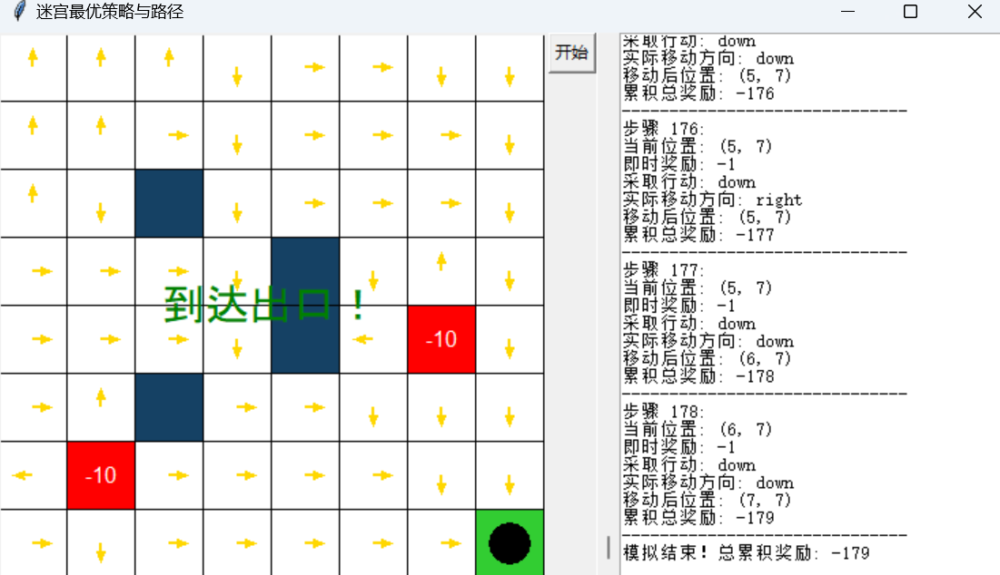 迷宫最优策略与路径
开始
到达出口！
-10
-10
采取行动: down
实际移动方向: down
移动后位置: (5, 7)
累积总奖励: -176
------------------------------
步骤 176:
当前位置: (5, 7)
即时奖励: -1
采取行动: down
实际移动方向: right
移动后位置: (5, 7)
累积总奖励: -177
------------------------------
步骤 177:
当前位置: (5, 7)
即时奖励: -1
采取行动: down
实际移动方向: down
移动后位置: (6, 7)
累积总奖励: -178
------------------------------
步骤 178:
当前位置: (6, 7)
即时奖励: -1
采取行动: down
实际移动方向: down
移动后位置: (7, 7)
累积总奖励: -179
------------------------------
模拟结束! 总累积奖励: -179